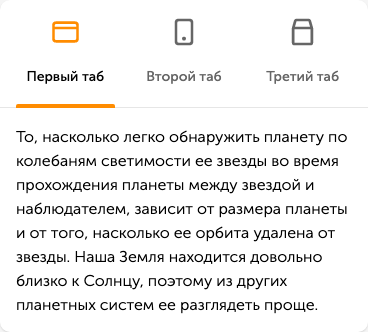 Первый таб Второй таб Третий таб
То, насколько легко обнаружить планету по
колебаням светимости ее звезды во время
прохождения планеты между звездой и
наблюдателем, зависит от размера планеты
и от того, насколько ее орбита удалена от
звезды. Наша Земля находится довольно
близко к Солнцу, поэтому из других
планетных систем ее разглядеть проще.